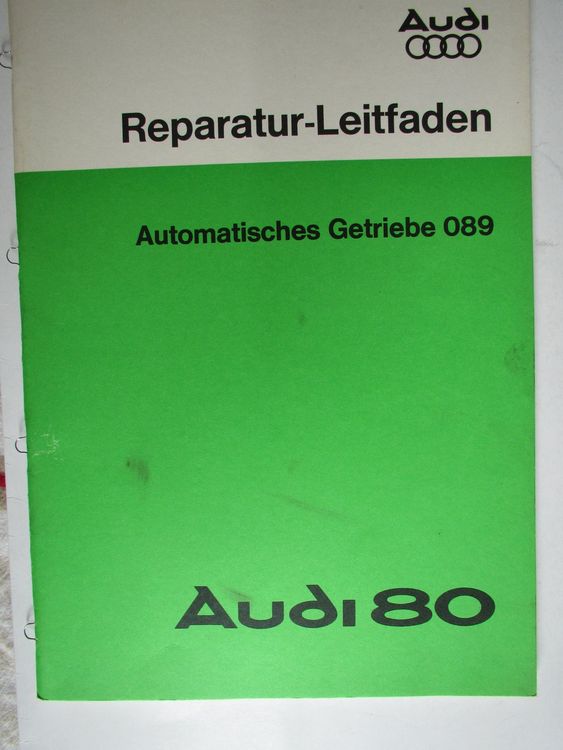 Audi
Reparatur-Leitfaden
Automatisches Getriebe 089
Audi 80